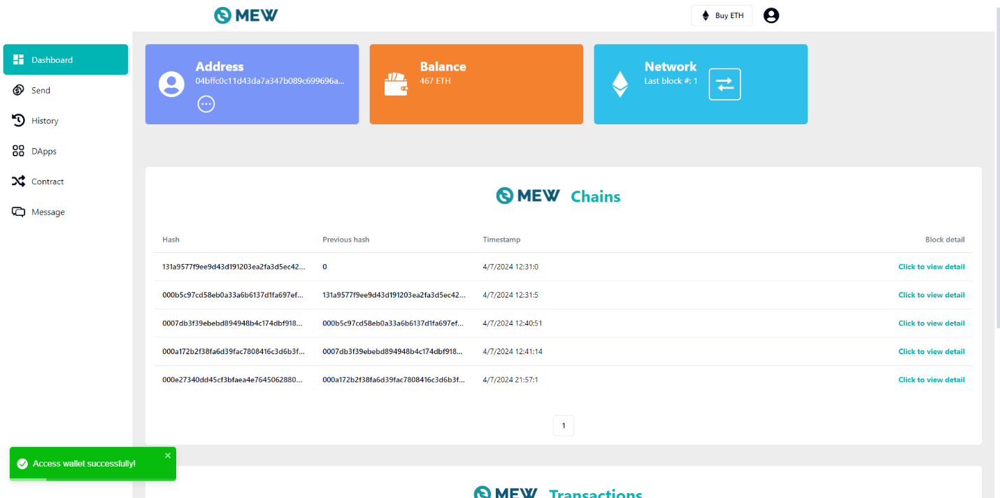 MEW
Buy ETH
Dashboard
Send
History
DApps
Contract
Message
Address
04bffc0c11d43da7a347b089c699696a...
Balance
467 ETH
Network
Last block #: 1
MEW Chains
Hash Previous hash Timestamp Block detail
131a9577f9ee9d43d191203ea2fa3d5ec42... 0 4/7/2024 12:31:0 Click to view detail
000b5c97cd58eb0a33a6b6137d1fa697ef... 131a9577f9ee9d43d191203ea2fa3d5ec42... 4/7/2024 12:31:5 Click to view detail
0007db3f39ebebd894948b4c174dbf918... 000b5c97cd58eb0a33a6b6137d1fa697ef... 4/7/2024 12:40:51 Click to view detail
000a172b2f38fa6d39fac7808416c3d6b3f... 0007db3f39ebebd894948b4c174dbf918... 4/7/2024 12:41:14 Click to view detail
000e27340dd45cf3bfaea4e7645062880... 000a172b2f38fa6d39fac7808416c3d6b3f... 4/7/2024 21:57:1 Click to view detail
1
Access wallet successfully!
MEW Transactions